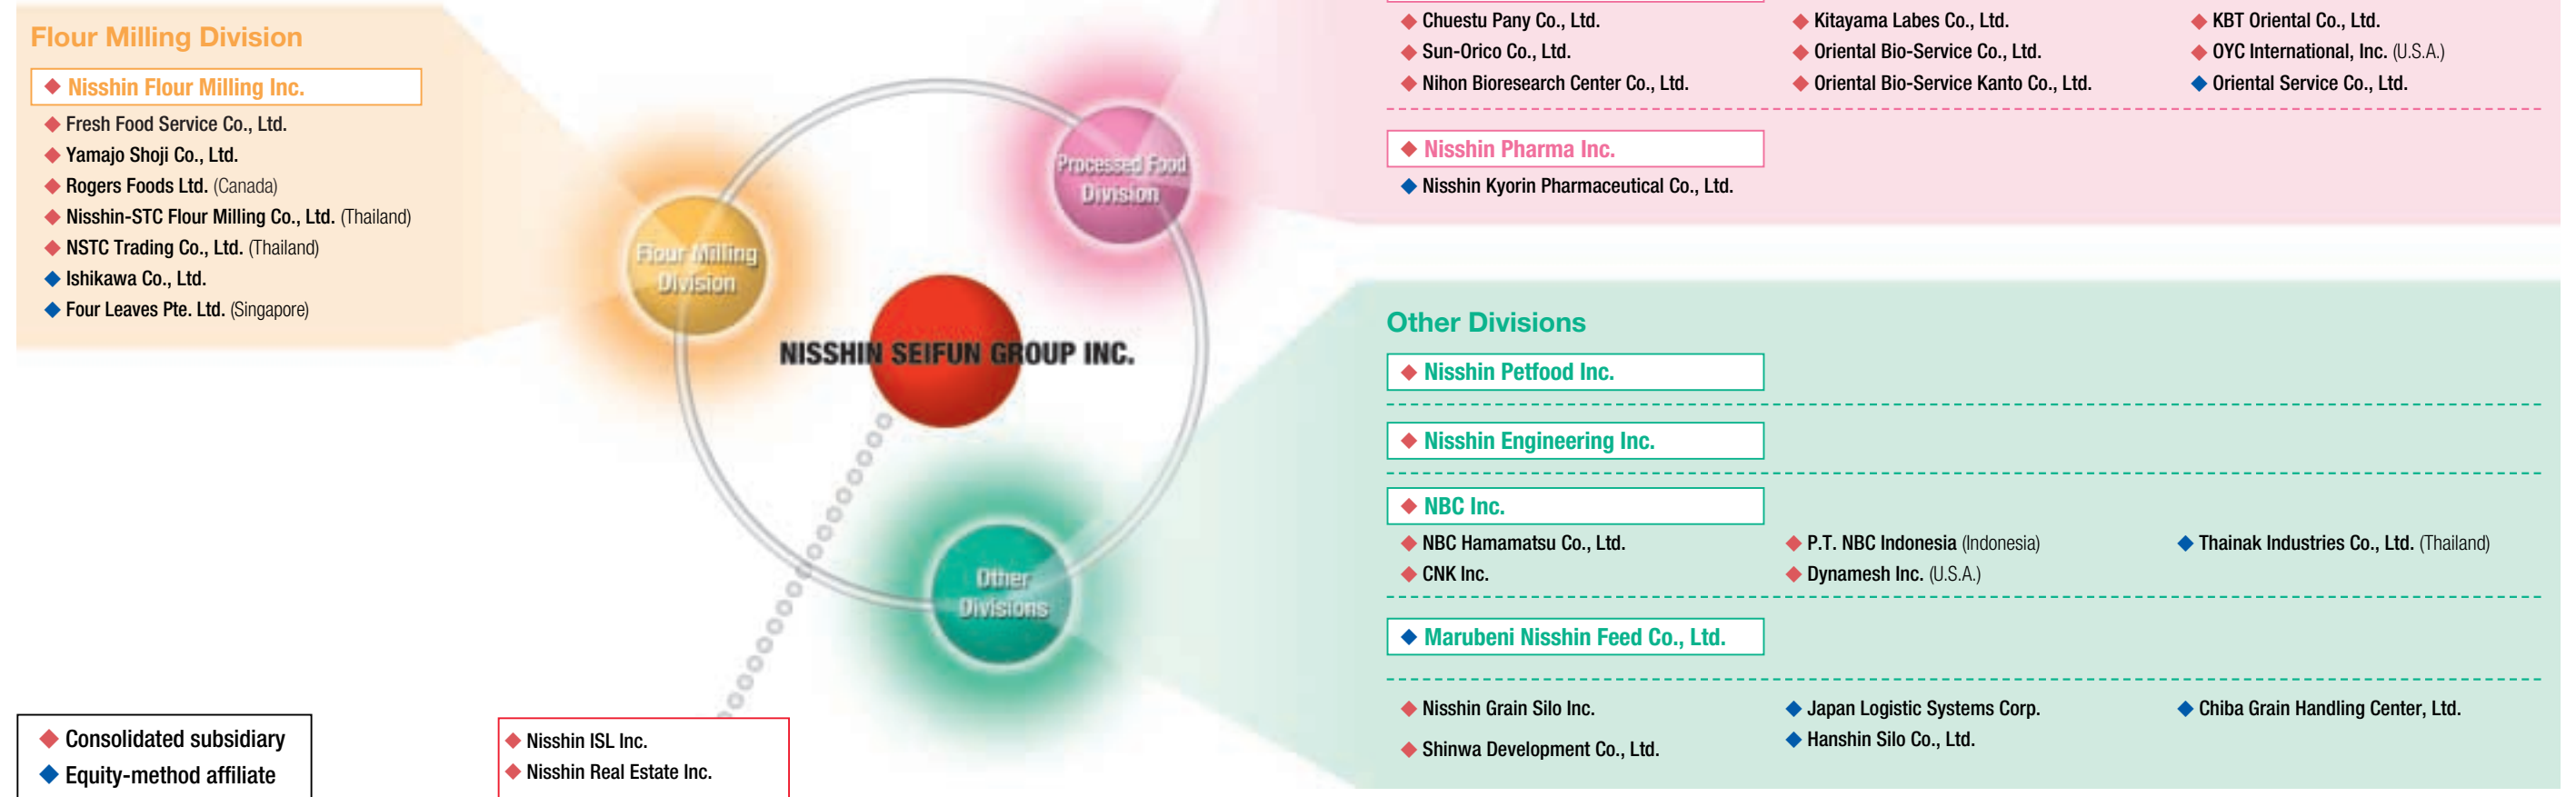 Flour Milling Division
◆ Nisshin Flour Milling Inc.
◆ Fresh Food Service Co., Ltd.
◆ Yamajo Shoji Co., Ltd.
◆ Rogers Foods Ltd. (Canada)
◆ Nisshin-STC Flour Milling Co., Ltd. (Thailand)
◆ NSTC Trading Co., Ltd. (Thailand)
◆ Ishikawa Co., Ltd.
◆ Four Leaves Pte. Ltd. (Singapore)
Flour Milling
Division
Processed Food
Division
NISSHIN SEIFUN GROUP INC.
Other
Divisions
◆ Chuestu Pany Co., Ltd.
◆ Sun-Orico Co., Ltd.
◆ Nihon Bioresearch Center Co., Ltd.
◆ Kitayama Labes Co., Ltd.
◆ Oriental Bio-Service Co., Ltd.
◆ Oriental Bio-Service Kanto Co., Ltd.
◆ KBT Oriental Co., Ltd.
◆ OYC International, Inc. (U.S.A.)
◆ Oriental Service Co., Ltd.
◆ Nisshin Pharma Inc.
◆ Nisshin Kyorin Pharmaceutical Co., Ltd.
Other Divisions
◆ Nisshin Petfood Inc.
◆ Nisshin Engineering Inc.
◆ NBC Inc.
◆ NBC Hamamatsu Co., Ltd.
◆ CNK Inc.
◆ P.T. NBC Indonesia (Indonesia)
◆ Dynamesh Inc. (U.S.A.)
◆ Thainak Industries Co., Ltd. (Thailand)
◆ Marubeni Nisshin Feed Co., Ltd.
◆ Nisshin Grain Silo Inc.
◆ Shinwa Development Co., Ltd.
◆ Japan Logistic Systems Corp.
◆ Hanshin Silo Co., Ltd.
◆ Chiba Grain Handling Center, Ltd.
◆ Consolidated subsidiary
◆ Equity-method affiliate
◆ Nisshin ISL Inc.
◆ Nisshin Real Estate Inc.